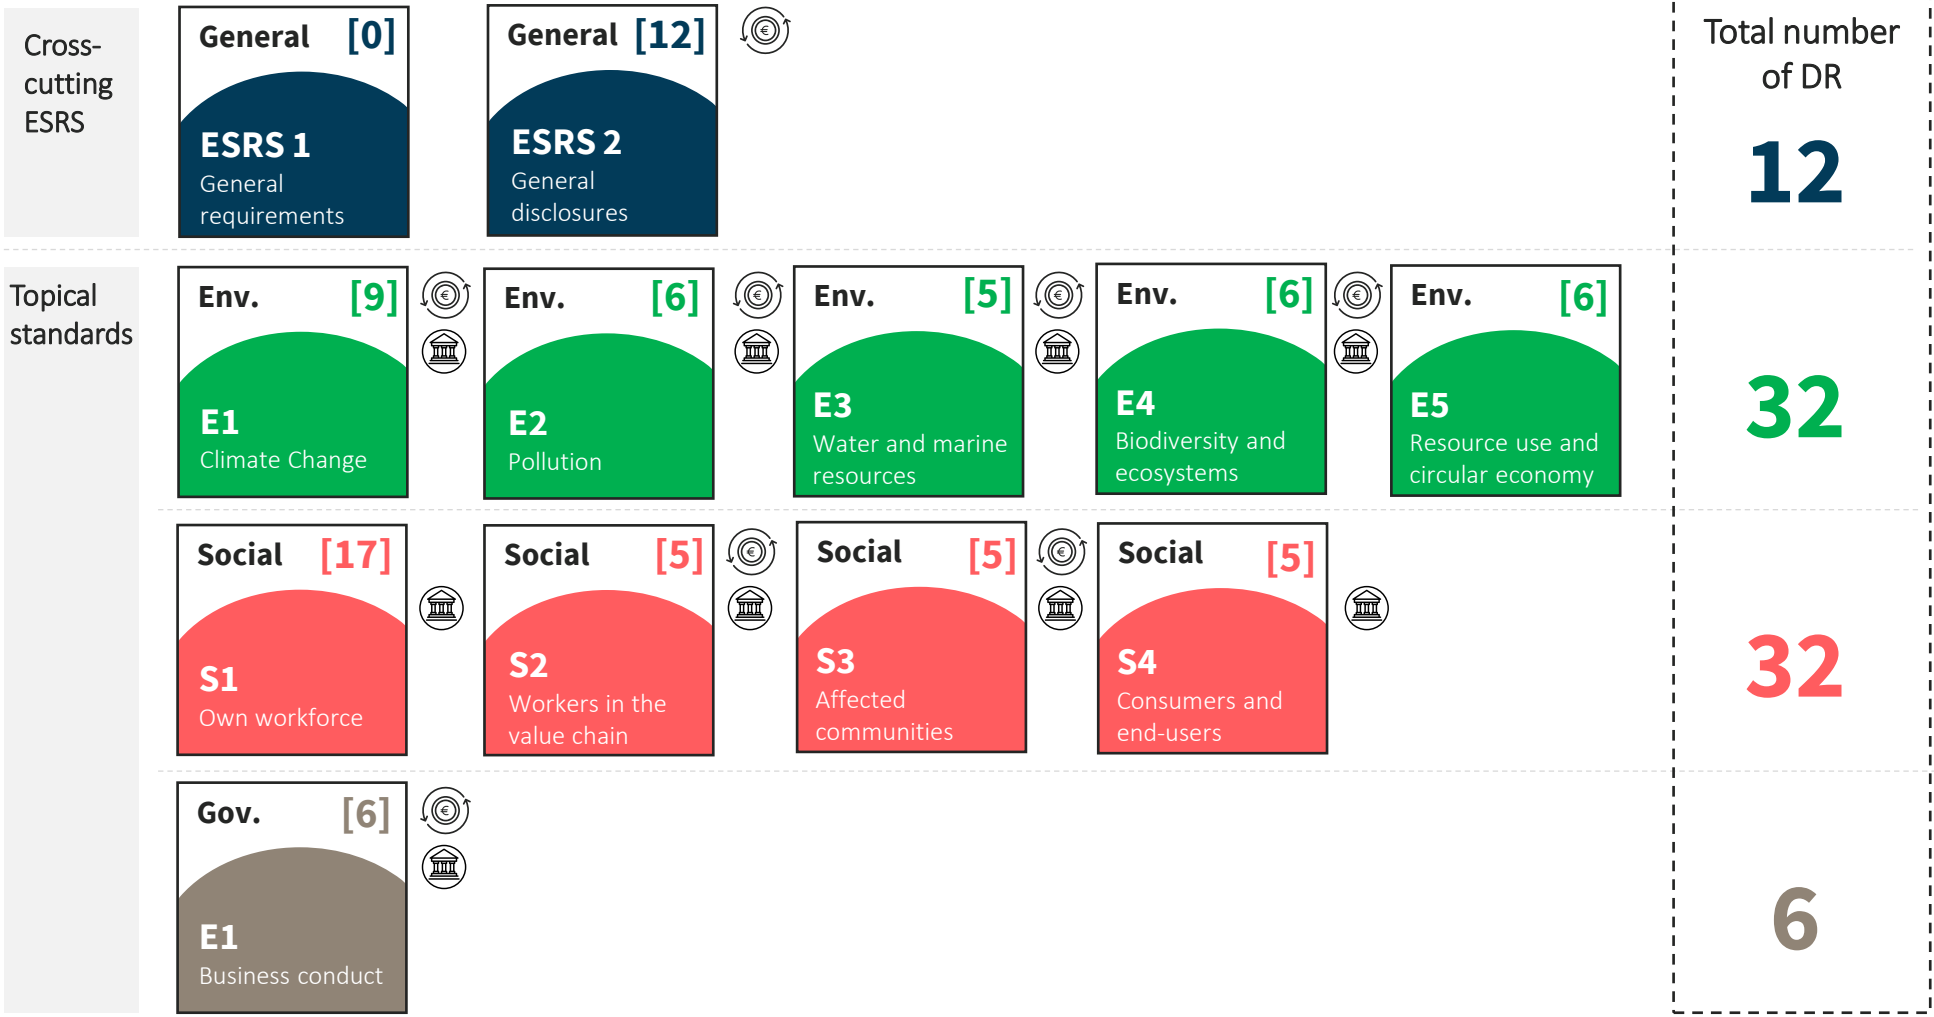 Cross-
cutting
ESRS
General [0]
ESRS 1
General
requirements
General [12]
€
ESRS 2
General
disclosures
Total number
of DR
12
Topical
standards
Env. [9]
€
E1
Climate Change
Env. [6]
€
E2
Pollution
Env. [5]
€
E3
Water and marine
resources
Env. [6]
€
E4
Biodiversity and
ecosystems
Env. [6]
E5
Resource use and
circular economy
32
Social [17]
S1
Own workforce
Social [5]
€
S2
Workers in the
value chain
Social [5]
€
S3
Affected
communities
Social [5]
S4
Consumers and
end-users
32
Gov. [6]
€
E1
Business conduct
6